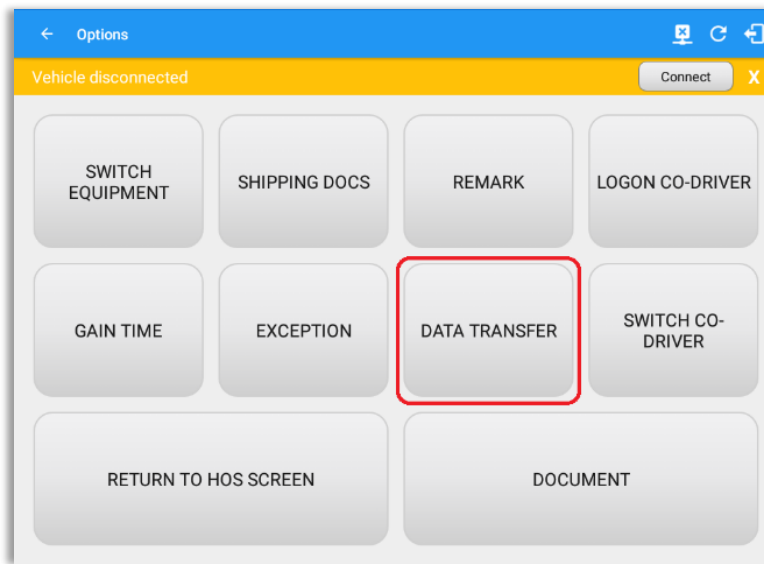 Options
Vehicle disconnected
Connect
X
SWITCH
EQUIPMENT
SHIPPING DOCS
REMARK
LOGON CO-DRIVER
GAIN TIME
EXCEPTION
DATA TRANSFER
SWITCH CO-
DRIVER
RETURN TO HOS SCREEN
DOCUMENT